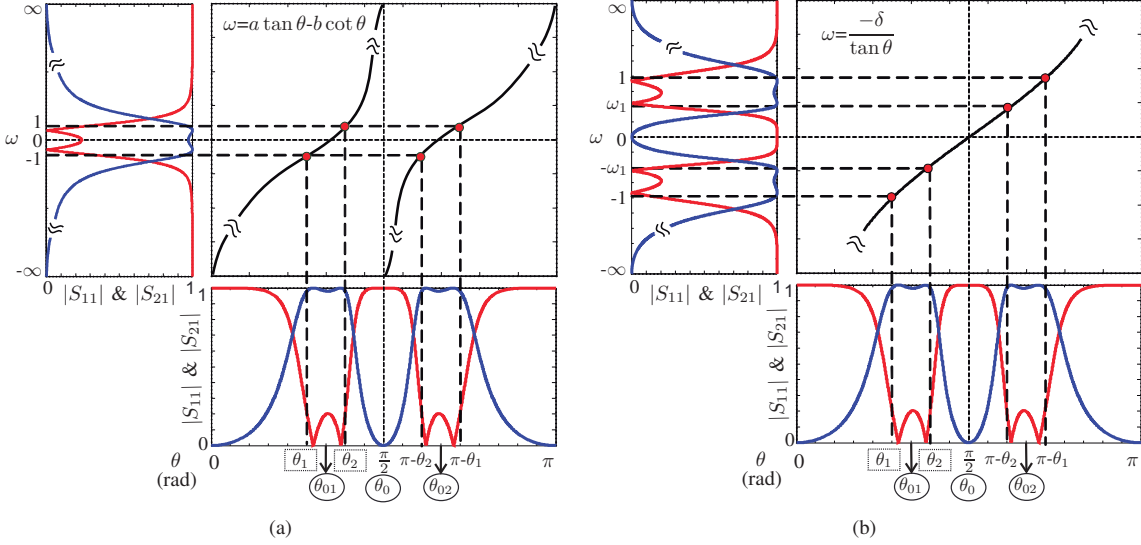 ∞
ω=a tan θ-b cot θ
1
ω 0
-1
-∞
0 1
|S11| & |S21|
1
|S11| & |S21|
0
θ θ1 θ2 π/2 π-θ2 π-θ1 π
(rad) θ01 θ0 θ02
(a)
∞
ω=-δ/tan θ
1
ω1
ω 0
-ω1
-1
-∞
0 1
|S11| & |S21|
1
|S11| & |S21|
0
θ θ1 θ2 π/2 π-θ2 π-θ1 π
(rad) θ01 θ0 θ02
(b)